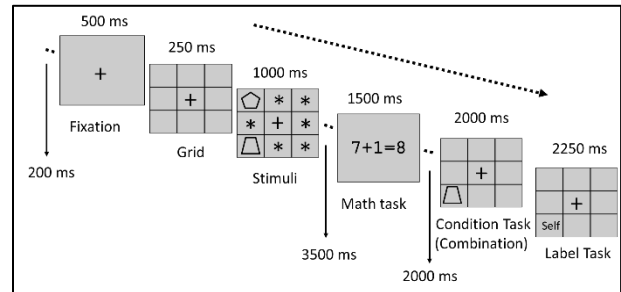 500 ms
+
Fixation
200 ms
250 ms
+
Grid
1000 ms
* *
* + *
* *
Stimuli
3500 ms
1500 ms
7+1=8
Math task
2000 ms
+
Condition Task
(Combination)
2000 ms
2250 ms
+
Self
Label Task